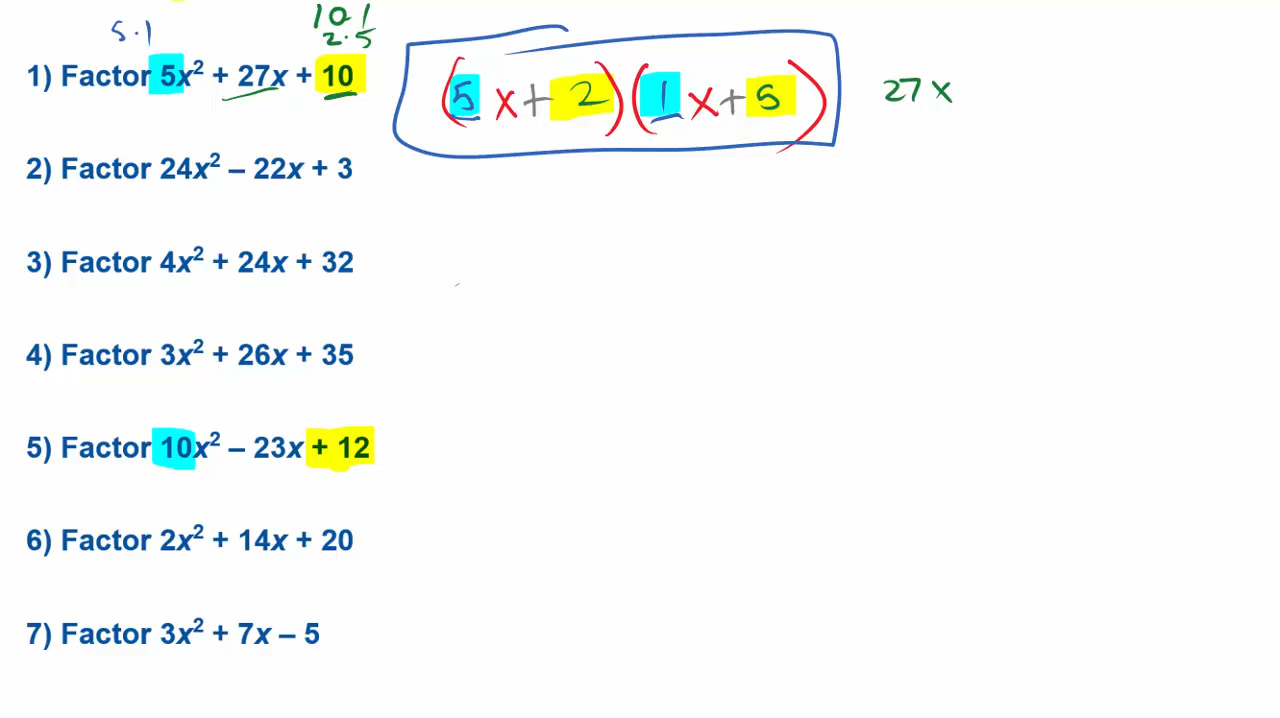 5·1
10 1
2·5
1) Factor 5x² + 27x + 10
(5x+2)(1x+5)
27x
2) Factor 24x² – 22x + 3
3) Factor 4x² + 24x + 32
4) Factor 3x² + 26x + 35
5) Factor 10x² – 23x + 12
6) Factor 2x² + 14x + 20
7) Factor 3x² + 7x – 5